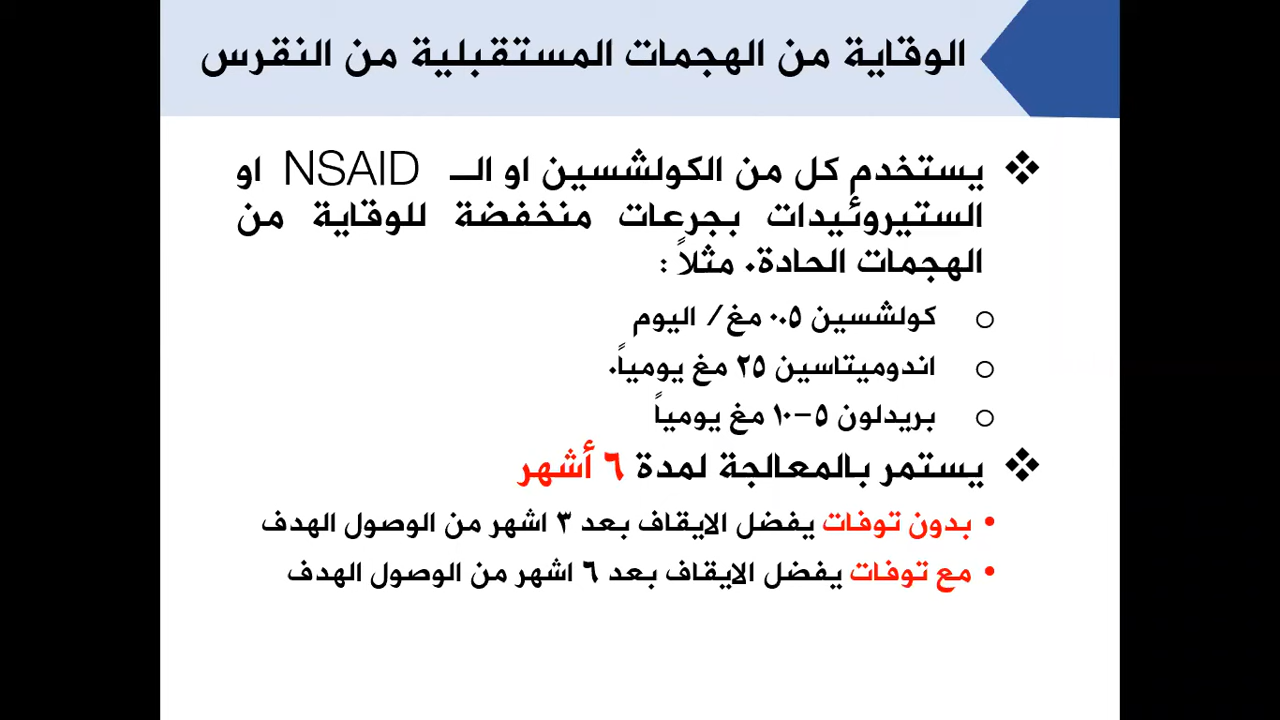 الوقاية من الهجمات المستقبلية من النقرس
❖ يستخدم كل من الكولشسين او الـ NSAID او
الستيروئيدات بجرعات منخفضة للوقاية من
الهجمات الحادة. مثلاً :
○ كولشسين ٠.٥ مغ/ اليوم
○ اندوميتاسين ٢٥ مغ يومياً.
○ بريدلون ٥-١٠ مغ يومياً
❖ يستمر بالمعالجة لمدة ٦ أشهر
• بدون توفات يفضل الايقاف بعد ٣ اشهر من الوصول الهدف
• مع توفات يفضل الايقاف بعد ٦ اشهر من الوصول الهدف